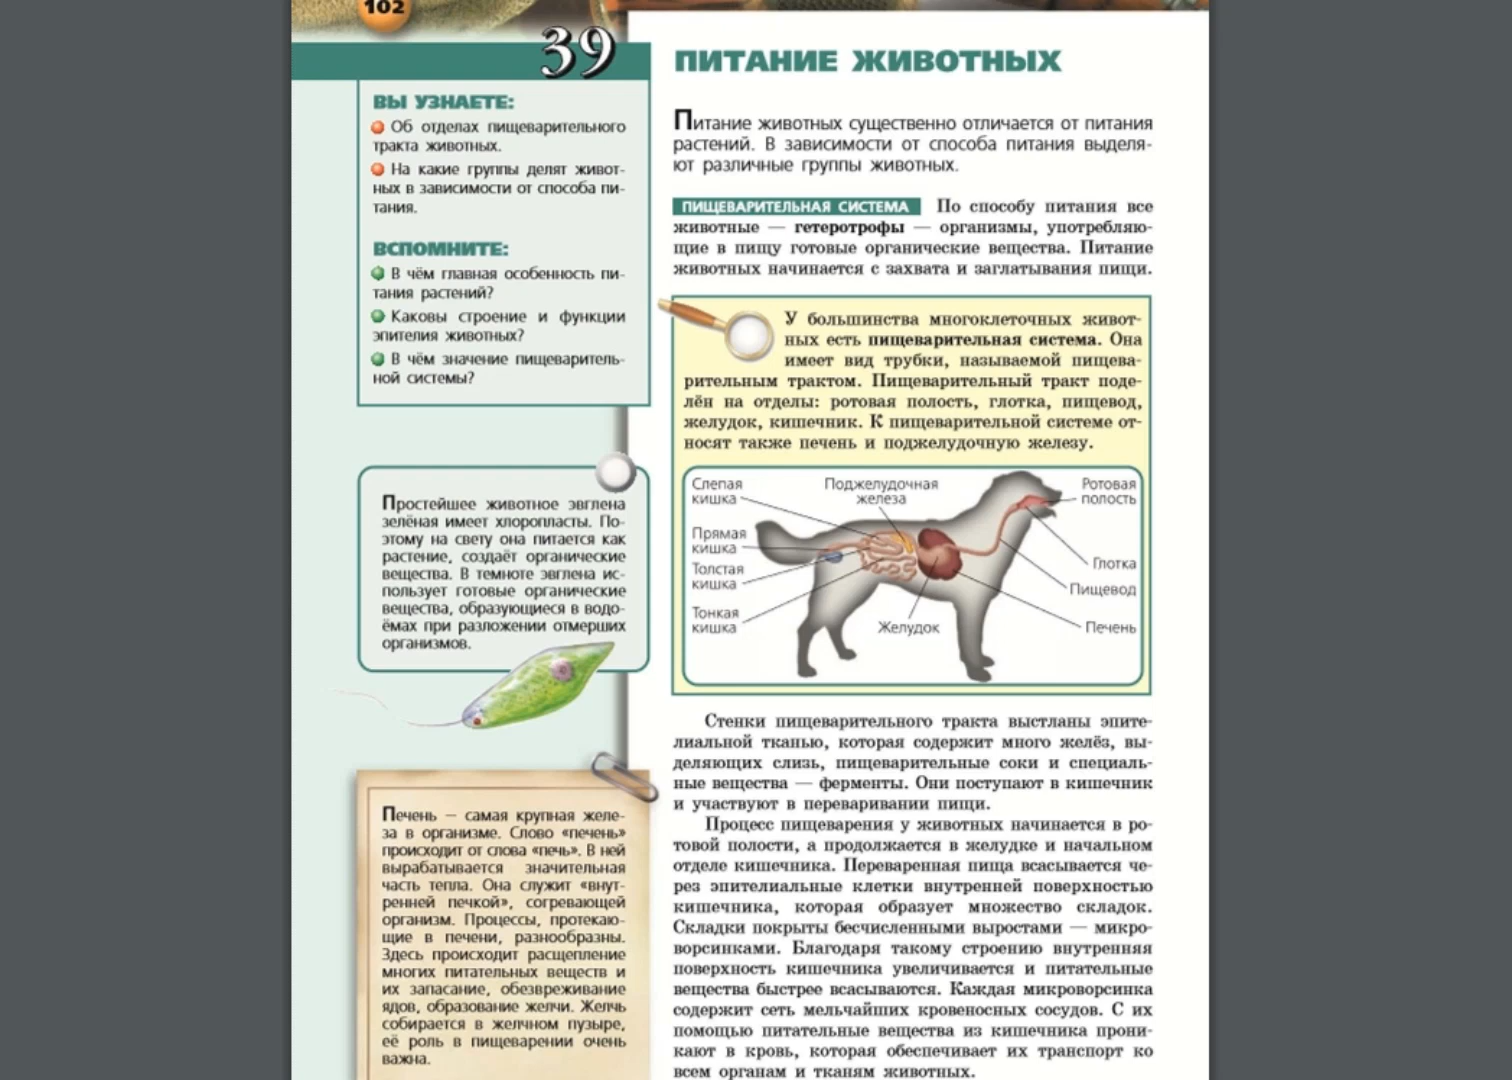 102
39
ПИТАНИЕ ЖИВОТНЫХ
ВЫ УЗНАЕТЕ:
Об отделах пищеварительного
тракта животных.
На какие группы делят живот-
ных в зависимости от способа пи-
тания.
ВСПОМНИТЕ:
В чём главная особенность пи-
тания растений?
Каковы строение и функции
эпителия животных?
В чём значение пищеваритель-
ной системы?
Простейшее животное эвглена
зелёная имеет хлоропласты. По-
этому на свету она питается как
растение, создаёт органические
вещества. В темноте эвглена ис-
пользует готовые органические
вещества, образующиеся в водо-
ёмах при разложении отмерших
организмов.
Печень — самая крупная желе-
за в организме. Слово «печень»
происходит от слова «печь». В ней
вырабатывается значительная
часть тепла. Она служит «внут-
ренней печкой», согревающей
организм. Процессы, протекаю-
щие в печени, разнообразны.
Здесь происходит расщепление
многих питательных веществ и
их запасание, обезвреживание
ядов, образование желчи. Желчь
собирается в желчном пузыре,
её роль в пищеварении очень
важна.
Питание животных существенно отличается от питания
растений. В зависимости от способа питания выделя-
ют различные группы животных.
ПИЩЕВАРИТЕЛЬНАЯ СИСТЕМА По способу питания все
животные — гетеротрофы — организмы, употребляю-
щие в пищу готовые органические вещества. Питание
животных начинается с захвата и заглатывания пищи.
У большинства многоклеточных живот-
ных есть пищеварительная система. Она
имеет вид трубки, называемой пищева-
рительным трактом. Пищеварительный тракт поде-
лён на отделы: ротовая полость, глотка, пищевод,
желудок, кишечник. К пищеварительной системе от-
носят также печень и поджелудочную железу.
Слепая
кишка
Поджелудочная
железа
Ротовая
полость
Прямая
кишка
Толстая
кишка
Тонкая
кишка
Желудок
Глотка
Пищевод
Печень
Стенки пищеварительного тракта выстланы эпите-
лиальной тканью, которая содержит много желёз, вы-
деляющих слизь, пищеварительные соки и специаль-
ные вещества — ферменты. Они поступают в кишечник
и участвуют в переваривании пищи.
Процесс пищеварения у животных начинается в ро-
товой полости, а продолжается в желудке и начальном
отделе кишечника. Переваренная пища всасывается че-
рез эпителиальные клетки внутренней поверхностью
кишечника, которая образует множество складок.
Складки покрыты бесчисленными выростами — микро-
ворсинками. Благодаря такому строению внутренняя
поверхность кишечника увеличивается и питательные
вещества быстрее всасываются. Каждая микроворсинка
содержит сеть мельчайших кровеносных сосудов. С их
помощью питательные вещества из кишечника прони-
кают в кровь, которая обеспечивает их транспорт ко
всем органам и тканям животных.